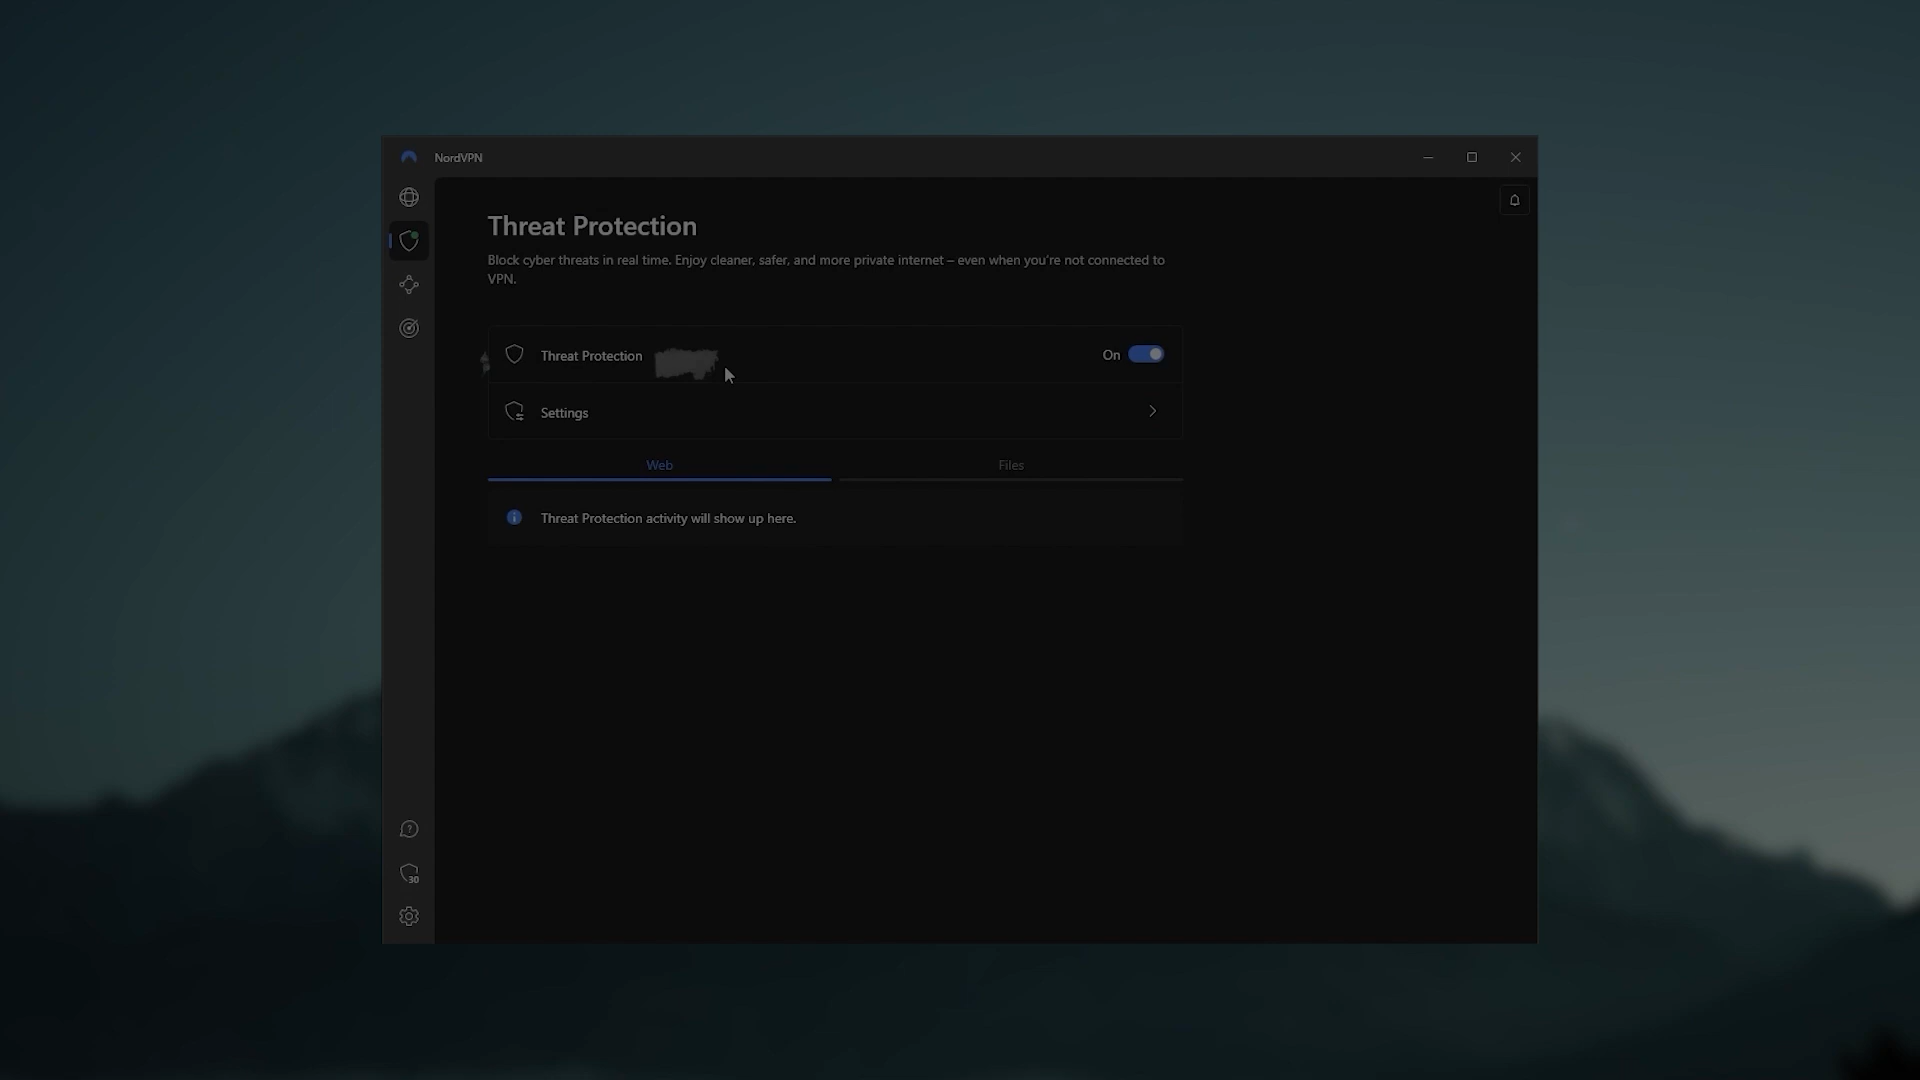 NordVPN
Threat Protection
Block cyber threats in real time. Enjoy cleaner, safer, and more private internet – even when you're not connected to
VPN.
Threat Protection
On
Settings
Web
Files
Threat Protection activity will show up here.
30